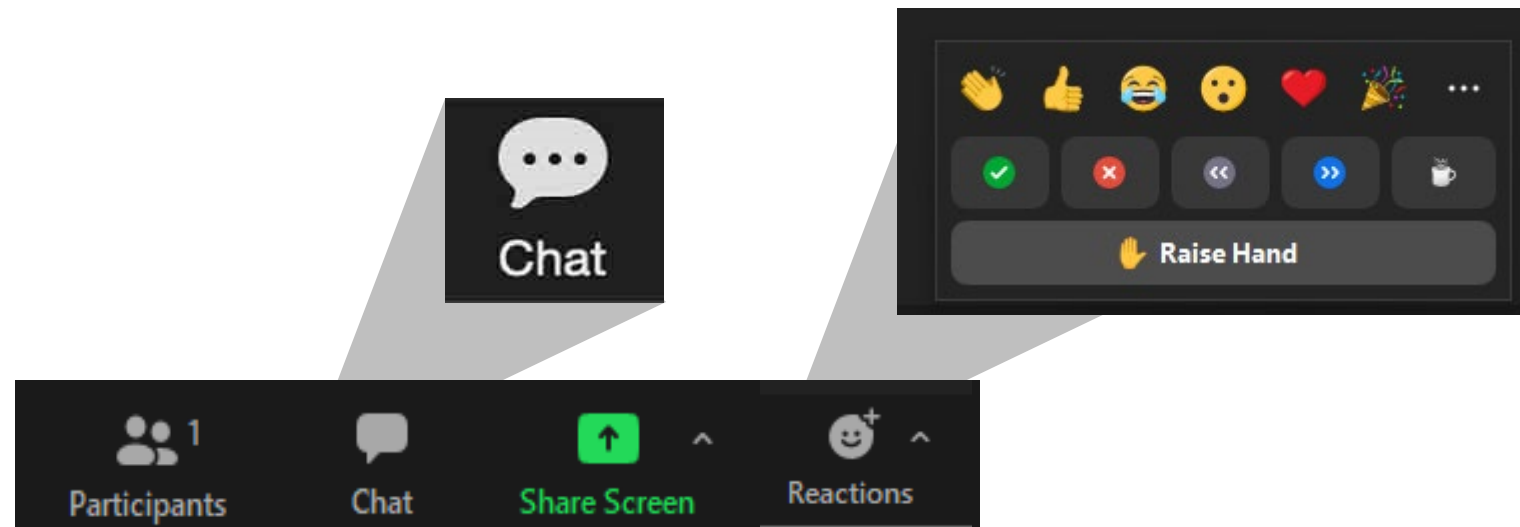 Chat
Raise Hand
1
Participants
Chat
Share Screen
Reactions